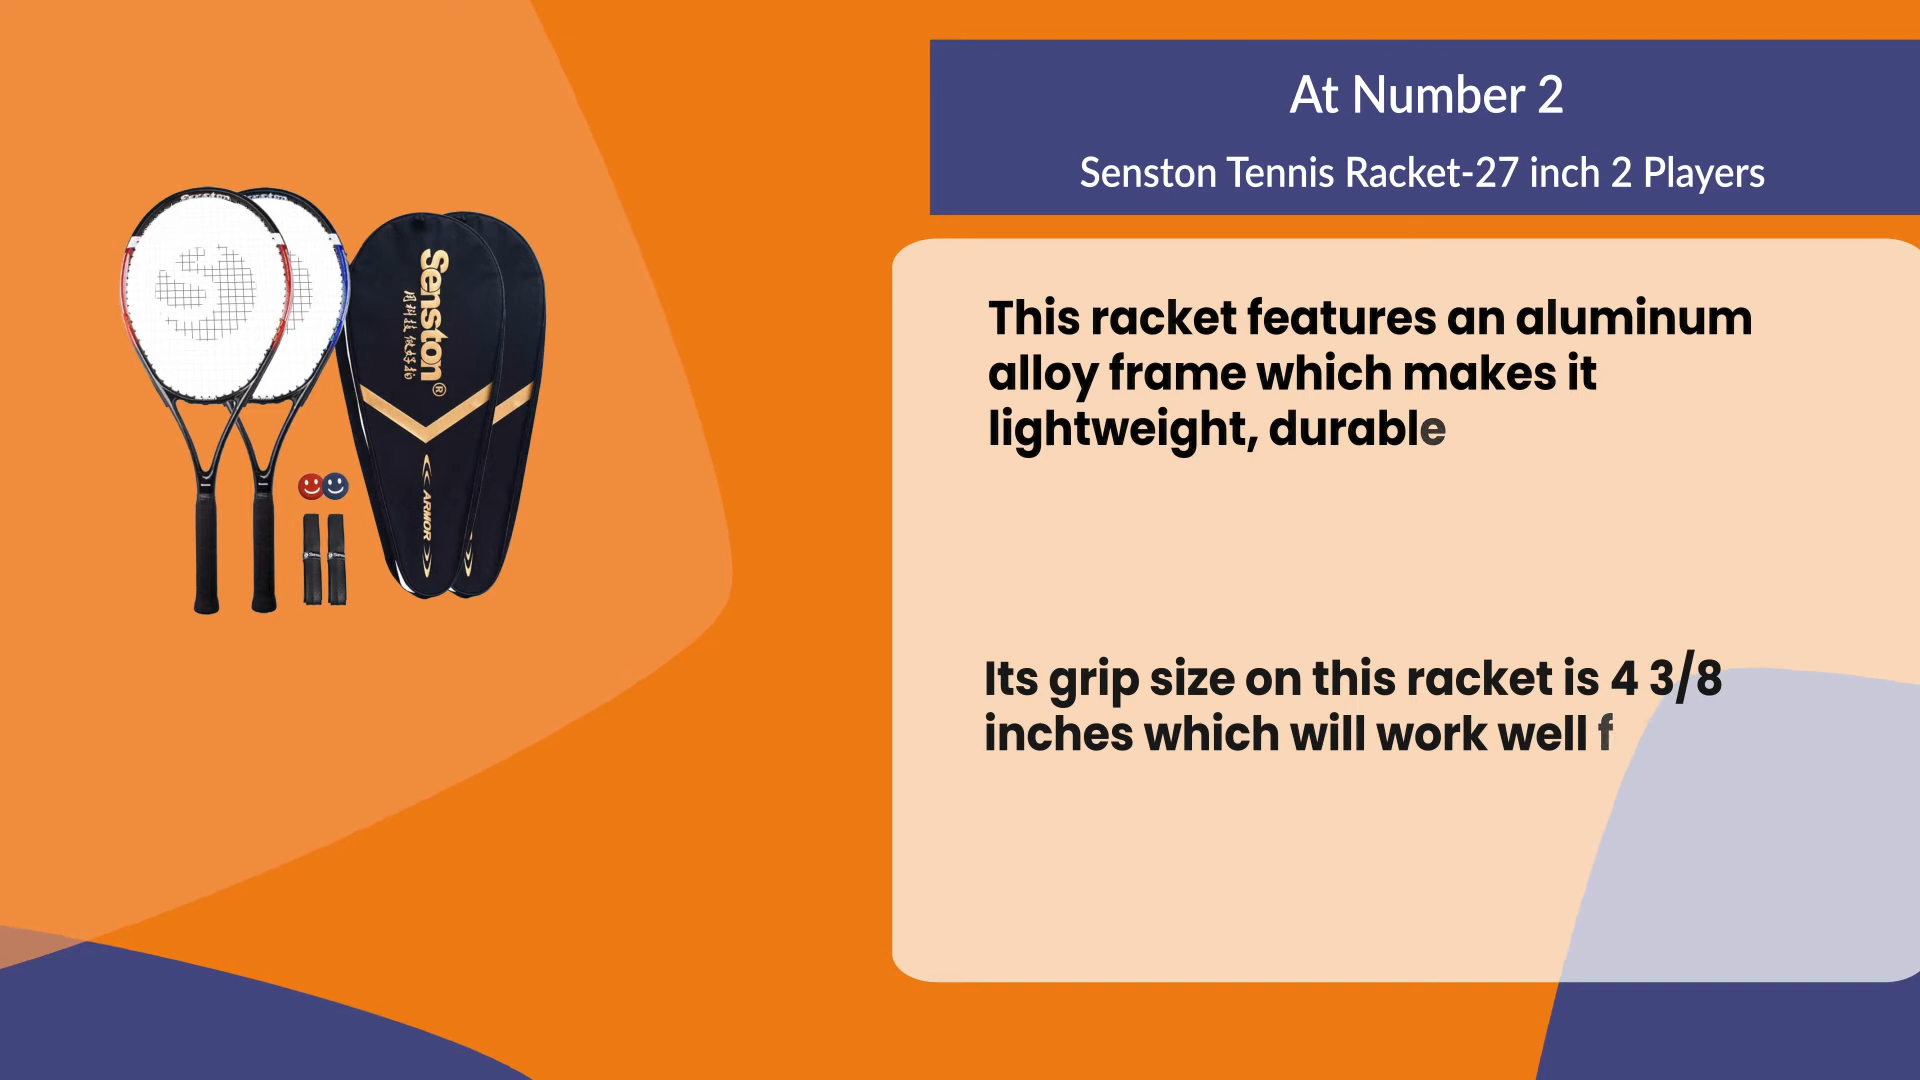 At Number 2
Senston Tennis Racket-27 inch 2 Players
This racket features an aluminum
alloy frame which makes it
lightweight, durable
Its grip size on this racket is 4 3/8
inches which will work well f
Senston®
ARMOR